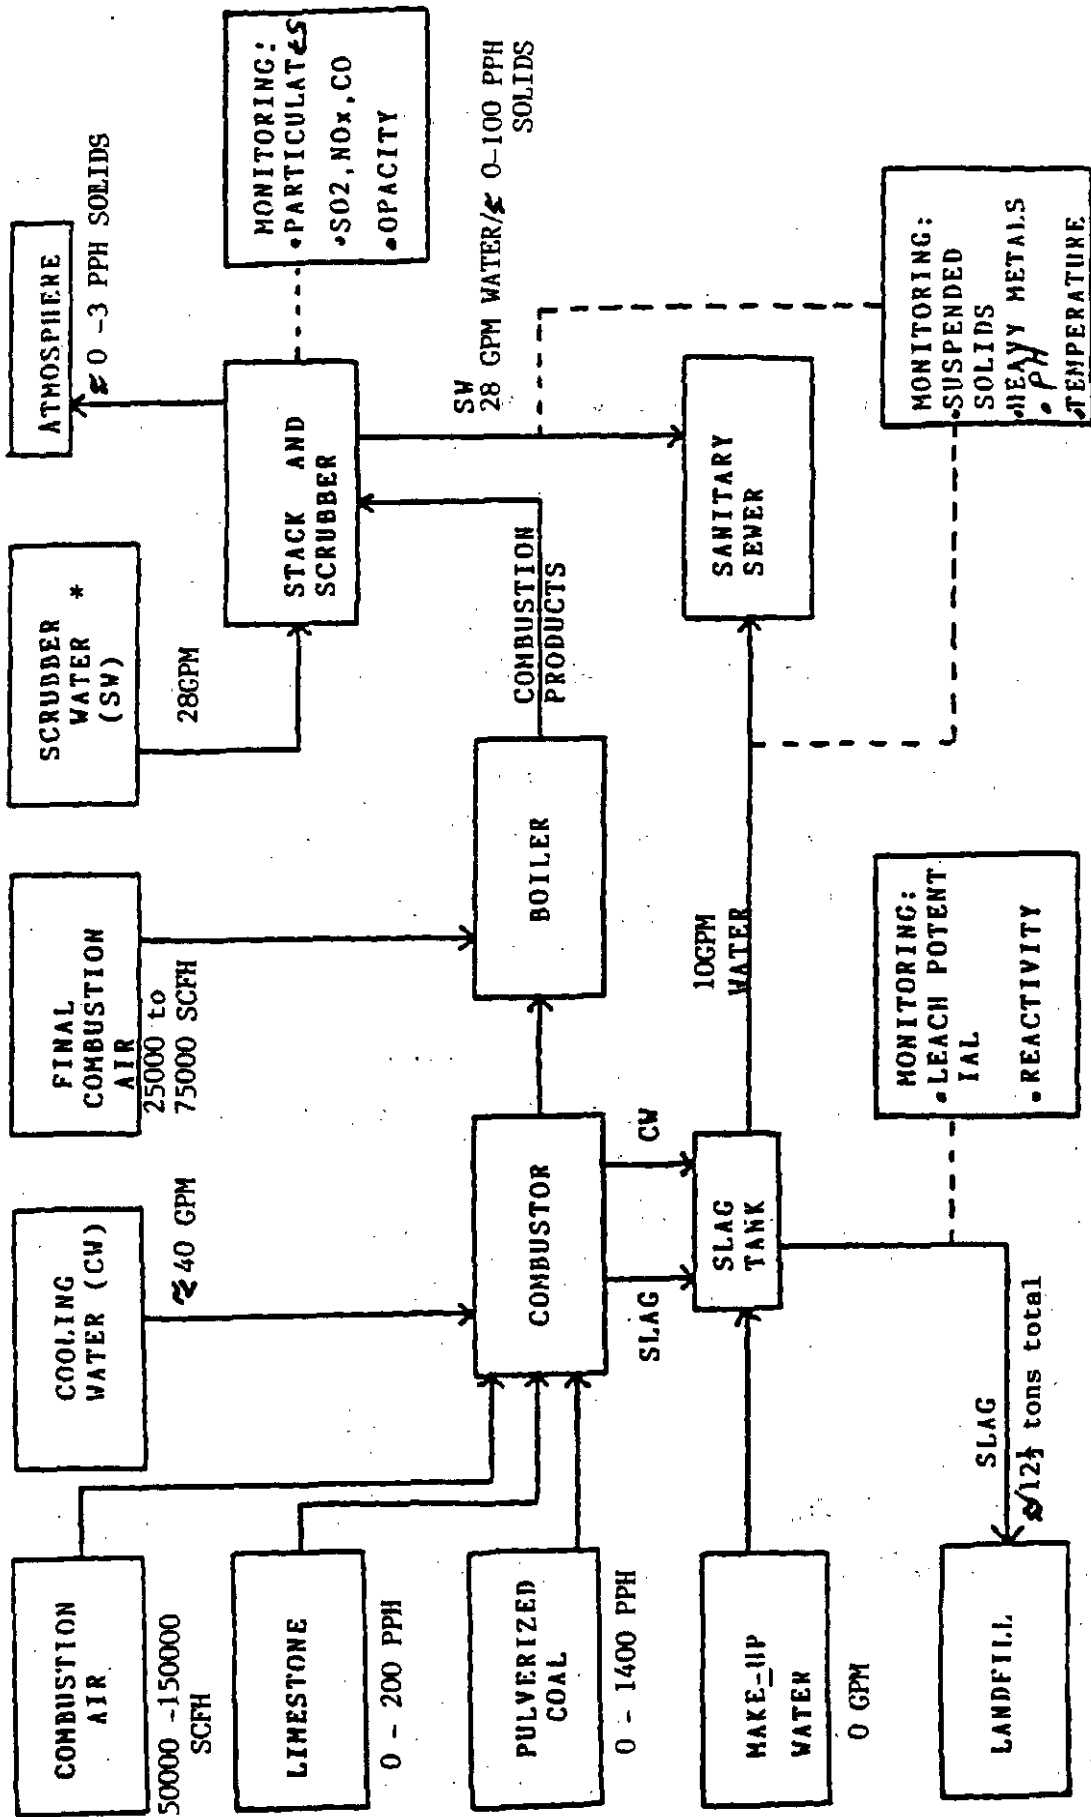 COMBUSTION
AIR
50000 -150000
SCFH
COOLING
WATER (CW)
≈40 GPM
FINAL
COMBUSTION
AIR
25000 to
75000 SCFH
SCRUBBER
WATER *
(SW)
28GPM
ATMOSPHERE
≈ 0 -3 PPH SOLIDS
LIMESTONE
0 - 200 PPH
STACK AND
SCRUBBER
MONITORING:
•PARTICULATES
•SO2,NOx,CO
•OPACITY
PULVERIZED
COAL
0 - 1400 PPH
COMBUSTOR
BOILER
COMBUSTION
PRODUCTS
SW
28 GPM WATER/≈ 0-100 PPH
SOLIDS
SLAG
CW
MAKE-UP
WATER
0 GPM
SLAG
TANK
10GPM
WATER
SANITARY
SEWER
LANDFILL
SLAG
12½ tons total
MONITORING:
•LEACH POTENT
IAL
•REACTIVITY
MONITORING:
•SUSPENDED
SOLIDS
•HEAVY METALS
•PH
•TEMPERATURE